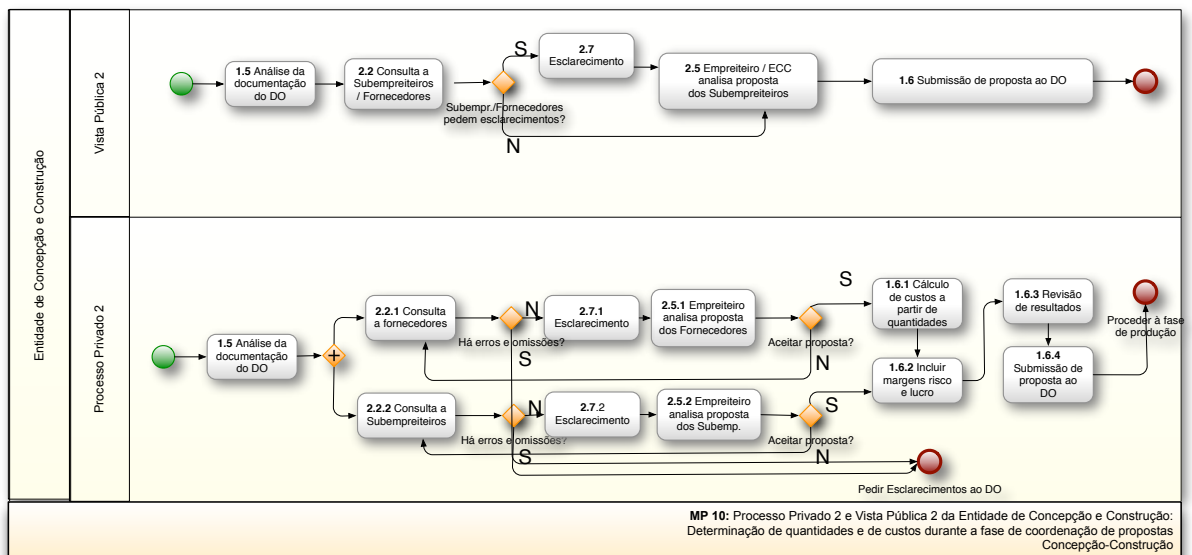 Entidade de Concepção e Construção
Vista Pública 2
1.5 Análise da
documentação
do DO
2.2 Consulta a
Subempreiteiros
/ Fornecedores
S
Subempr./Fornecedores
pedem esclarecimentos?
N
2.7
Esclarecimento
2.5 Empreiteiro / ECC
analisa proposta
dos Subempreiteiros
1.6 Submissão de proposta ao DO
Processo Privado 2
1.5 Análise da
documentação
do DO
2.2.1 Consulta
a fornecedores
N
Há erros e omissões?
S
2.7.1
Esclarecimento
2.5.1 Empreiteiro
analisa proposta
dos Fornecedores
S
Aceitar proposta?
N
1.6.1 Cálculo
de custos a
partir de
quantidades
1.6.3 Revisão
de resultados
Proceder à fase
de produção
2.2.2 Consulta a
Subempreiteiros
N
Há erros e omissões?
S
2.7.2
Esclarecimento
2.5.2 Empreiteiro
analisa proposta
dos Subemp.
S
Aceitar proposta?
N
1.6.2 Incluir
margens risco
e lucro
1.6.4
Submissão de
proposta ao
DO
Pedir Esclarecimentos ao DO
MP 10: Processo Privado 2 e Vista Pública 2 da Entidade de Concepção e Construção:
Determinação de quantidades e de custos durante a fase de coordenação de propostas
Concepção-Construção